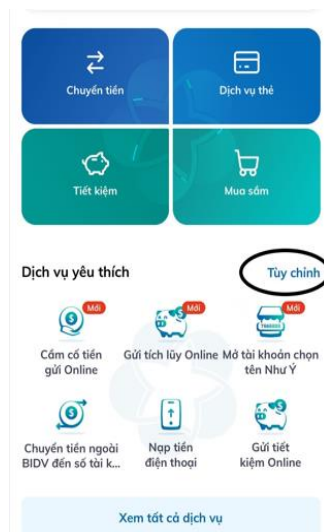 Chuyển tiền
Dịch vụ thẻ
Tiết kiệm
Mua sắm
Dịch vụ yêu thích
Tùy chỉnh
Mới
Mới
Mới
Cầm cố tiền
gửi Online
Gửi tích lũy Online
Mở tài khoản chọn
tên Như Ý
Chuyển tiền ngoài
BIDV đến số tài k...
Nạp tiền
điện thoại
Gửi tiết
kiệm Online
Xem tất cả dịch vụ